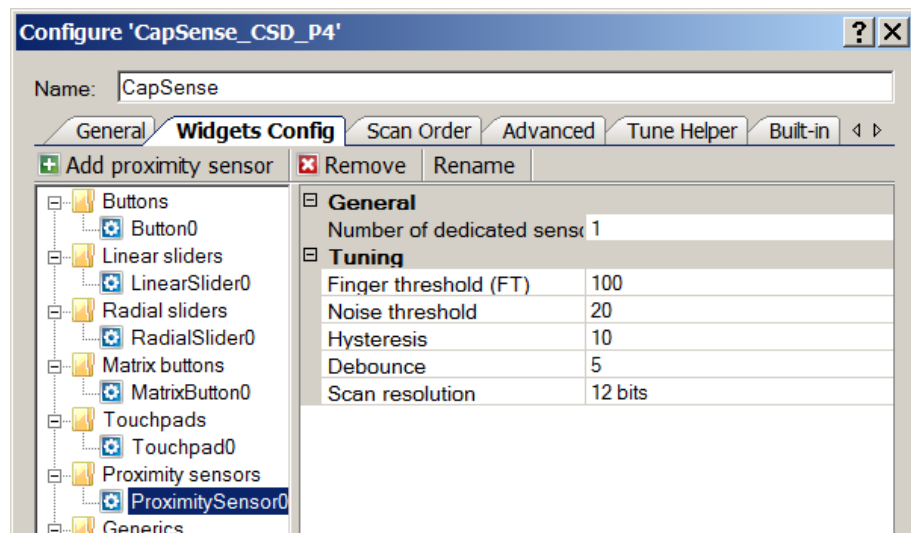 Configure 'CapSense_CSD_P4'
Name: CapSense
General Widgets Config Scan Order Advanced Tune Helper Built-in
Add proximity sensor Remove Rename
Buttons
Button0
Linear sliders
LinearSlider0
Radial sliders
RadialSlider0
Matrix buttons
MatrixButton0
Touchpads
Touchpad0
Proximity sensors
ProximitySensor0
Generics
General
Number of dedicated senso 1
Tuning
Finger threshold (FT) 100
Noise threshold 20
Hysteresis 10
Debounce 5
Scan resolution 12 bits